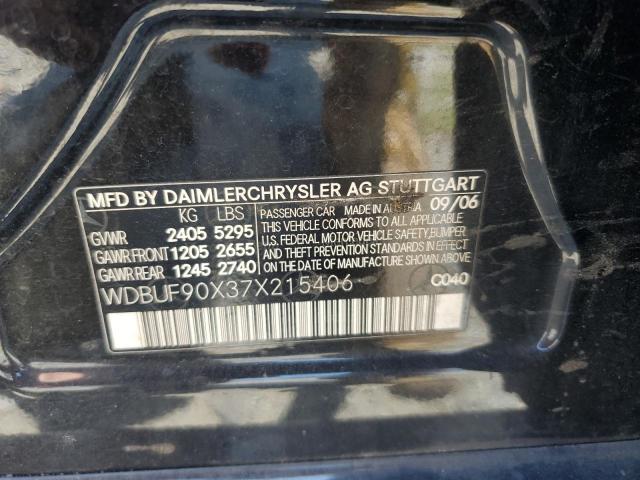 MFD BY DAIMLERCHRYSLER AG STUTTGART
KG LBS
GVWR 2405 5295
GAWR FRONT 1205 2655
GAWR REAR 1245 2740
PASSENGER CAR MADE IN AUSTRIA 09/06
THIS VEHICLE CONFORMS TO ALL APPLICABLE
U.S. FEDERAL MOTOR VEHICLE SAFETY,BUMPER,
AND THEFT PREVENTION STANDARDS IN EFFECT
ON THE DATE OF MANUFACTURE SHOWN ABOVE.
WDBUF90X37X215406
C040